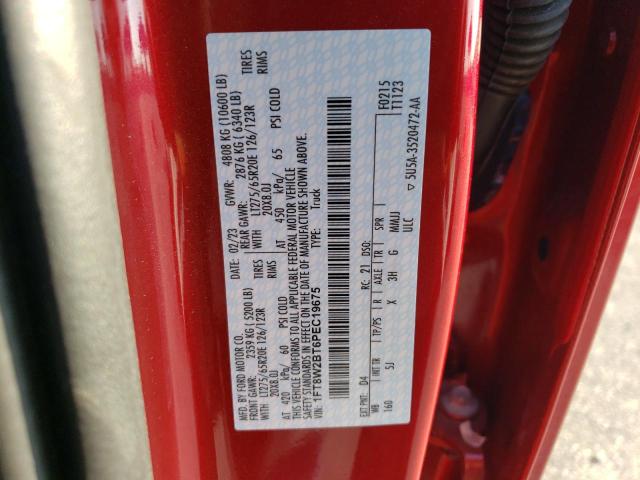 MFD. BY FORD MOTOR CO.
DATE: 02/23 GVWR: 4808 KG (10600 LB)
FRONT GAWR: 2359 KG (5200 LB) REAR GAWR: 2876 KG (6340 LB)
WITH LT275/65R20E 126/123R TIRES WITH LT275/65R20E 126/123R TIRES
20X8.0J RIMS 20X8.0J RIMS
AT 420 kPa/ 60 PSI COLD AT 450 kPa/ 65 PSI COLD
THIS VEHICLE CONFORMS TO ALL APPLICABLE FEDERAL MOTOR VEHICLE
SAFETY STANDARDS IN EFFECT ON THE DATE OF MANUFACTURE SHOWN ABOVE.
VIN: 1FT8W2BT6PEC19675 TYPE: Truck
F0215
T1123
EXT PNT: D4 RC: 21 DSO:
WB INT TR TP/PS R AXLE TR SPR
160 5J X 3H G MMUJ
ULC
▽ 5U5A-3520472-AA